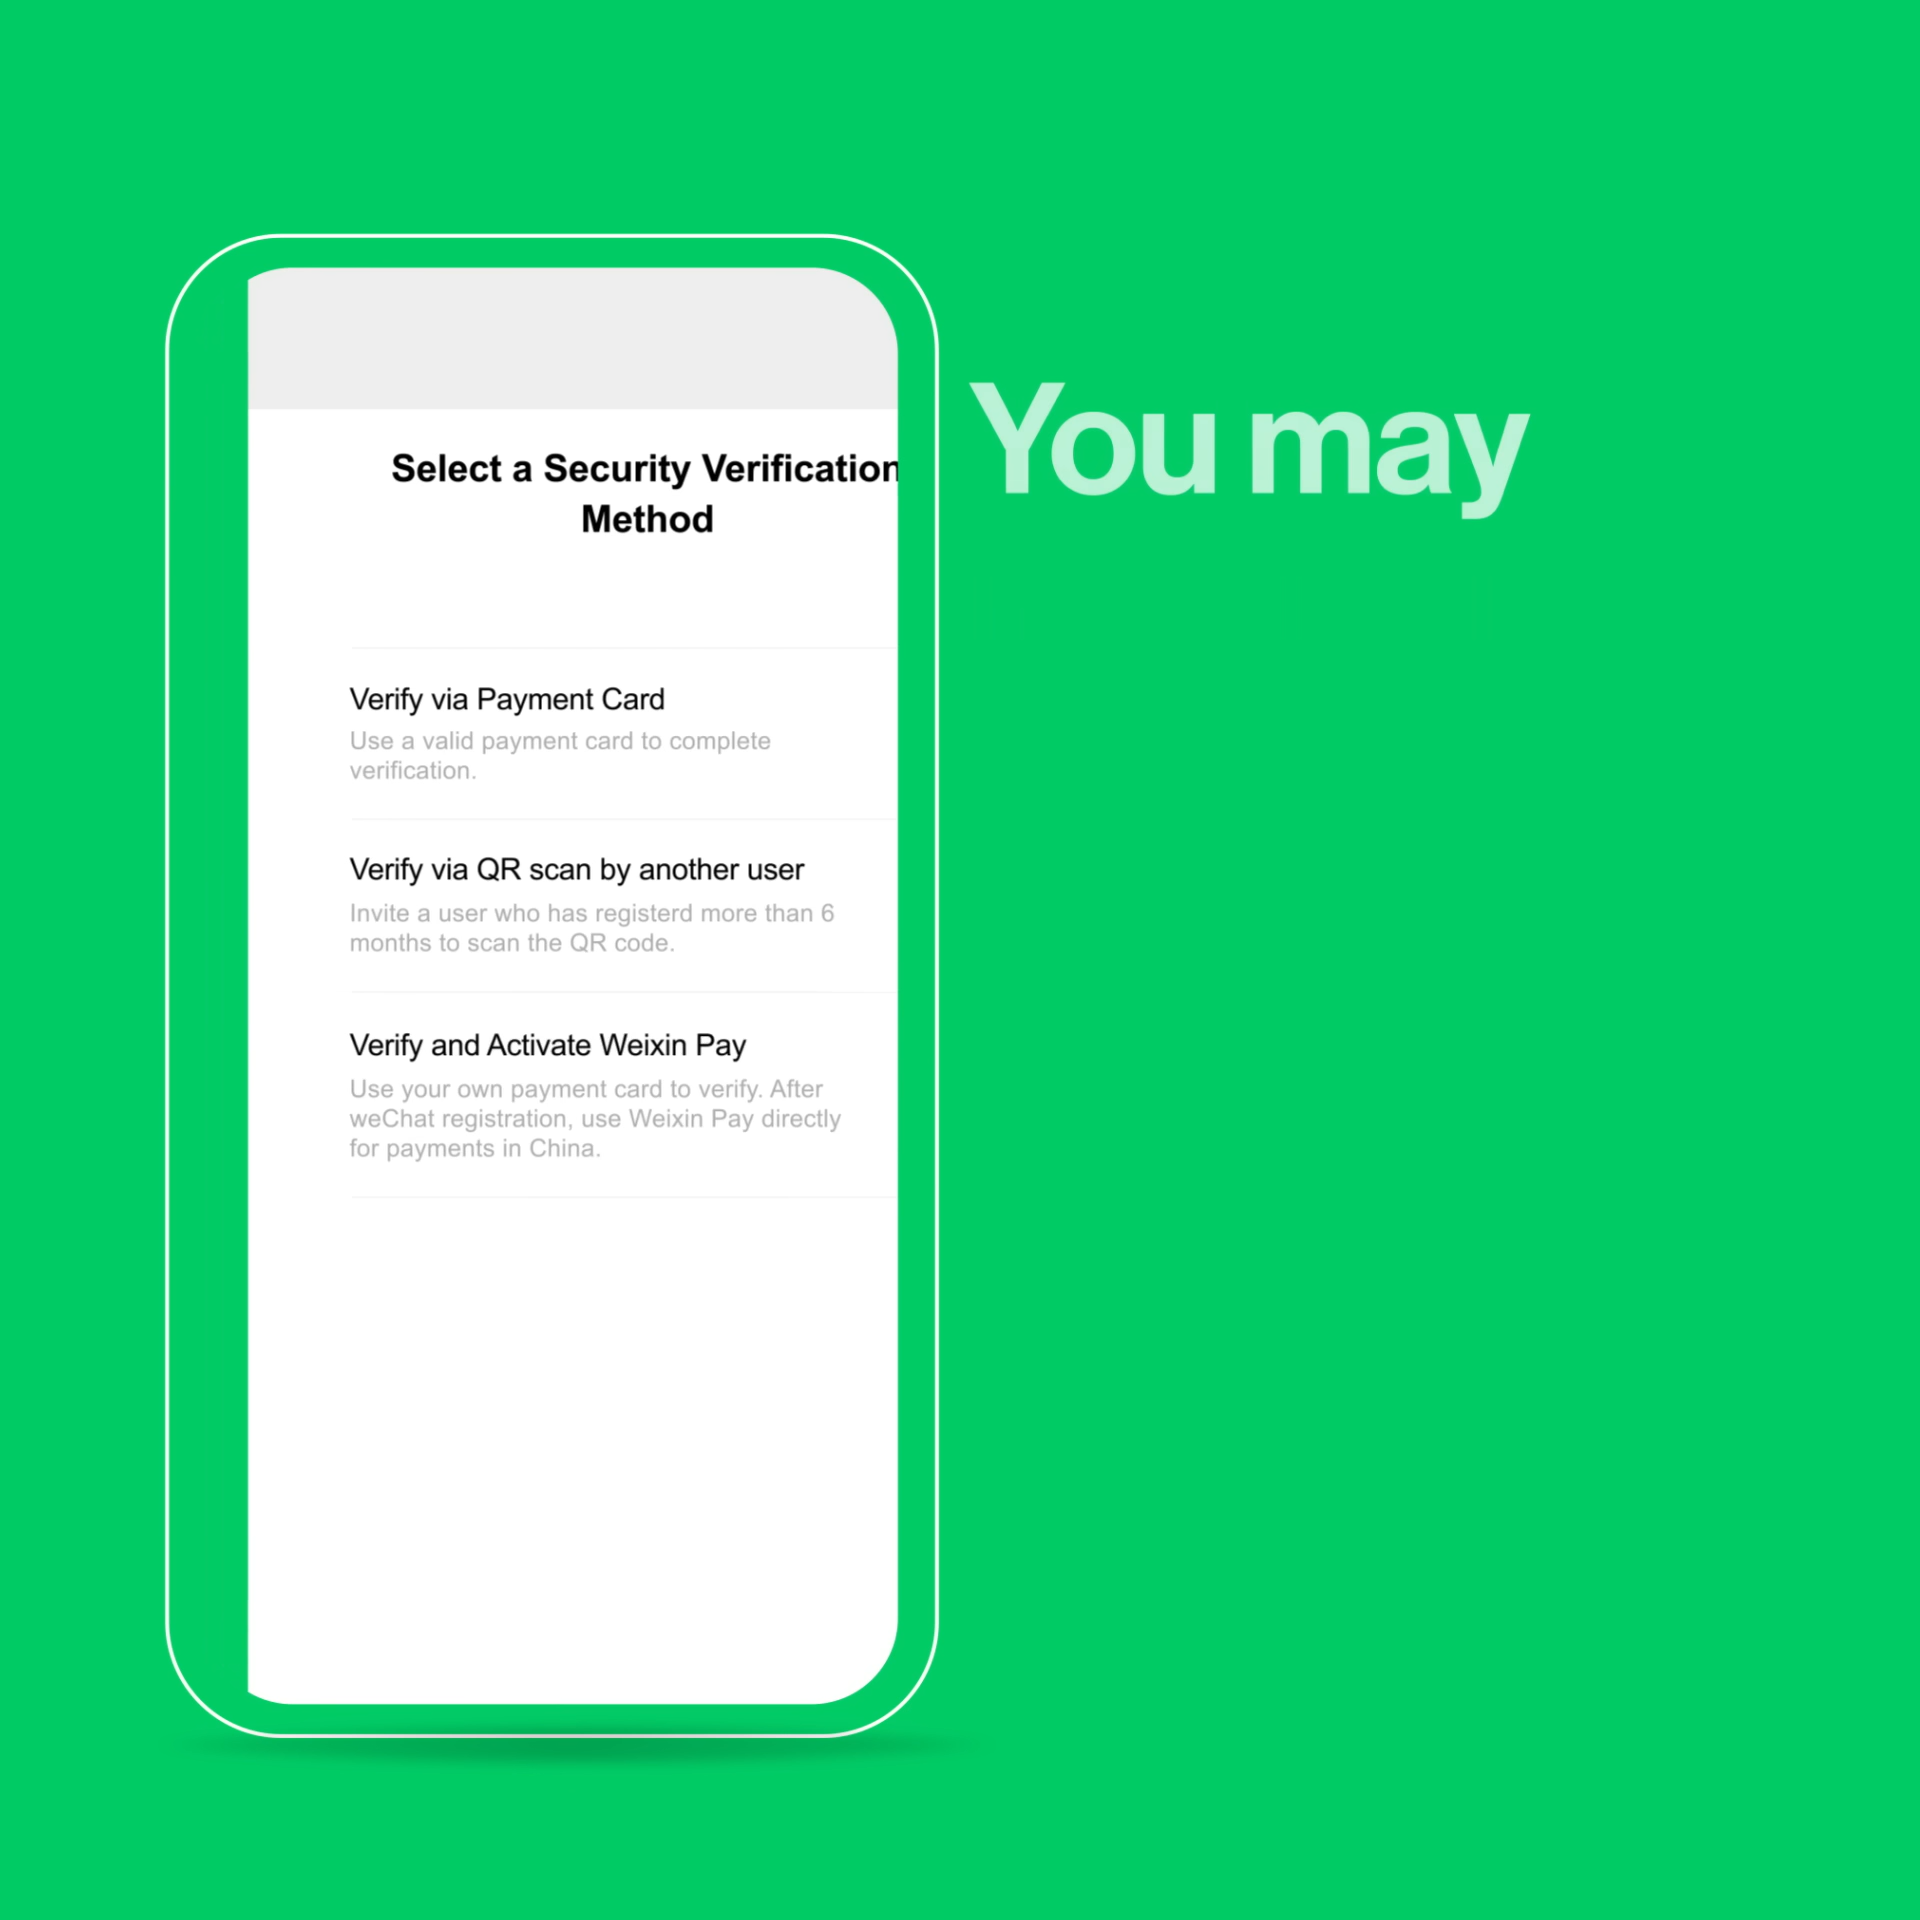 Select a Security Verification
Method
Verify via Payment Card
Use a valid payment card to complete
verification.
Verify via QR scan by another user
Invite a user who has registerd more than 6
months to scan the QR code.
Verify and Activate Weixin Pay
Use your own payment card to verify. After
weChat registration, use Weixin Pay directly
for payments in China.
You may